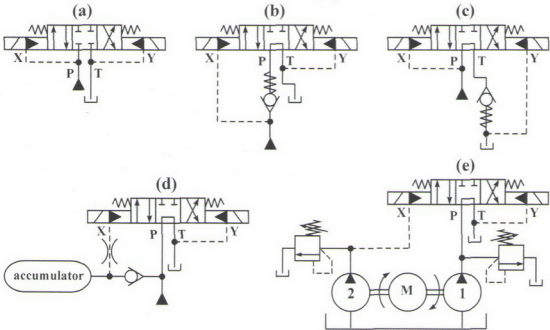 (a) (b) (c)
X Y X Y X Y
P T P T P T
(d) (e)
X P T Y X P T Y
accumulator
2 M 1